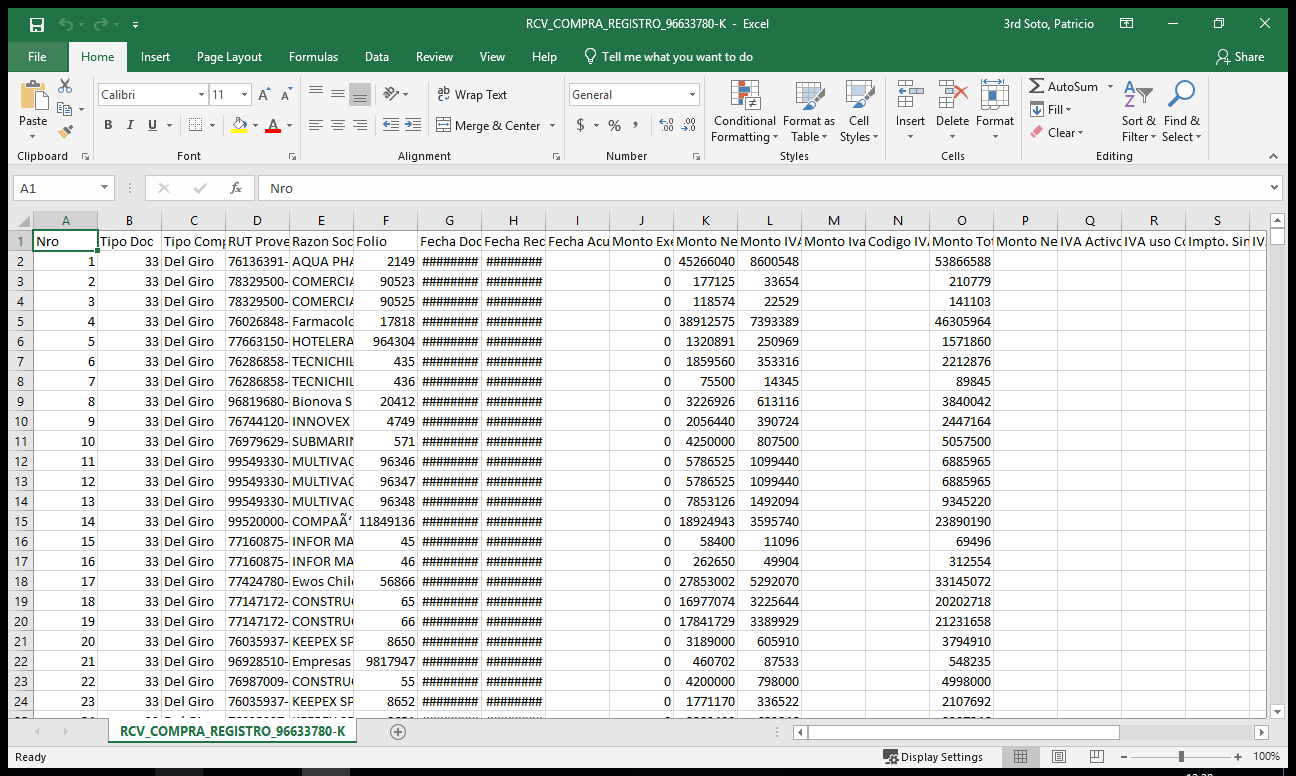 RCV_COMPRA_REGISTRO_96633780-K - Excel
3rd Soto, Patricio
File Home Insert Page Layout Formulas Data Review View Help Tell me what you want to do Share
Calibri 11 Wrap Text General AutoSum
Paste B I U Merge & Center $ % , Conditional Formatting Format as Table Cell Styles Insert Delete Format Fill Clear Sort & Filter Find & Select
Clipboard Font Alignment Number Styles Cells Editing
A1 fx Nro
A B C D E F G H I J K L M N O P Q R S
1 Nro Tipo Doc Tipo Comp RUT Prove Razon Soc Folio Fecha Doc Fecha Rec Fecha Acu Monto Exe Monto Ne Monto IVA Monto Iva Codigo IVA Monto Tot Monto Ne IVA Activo IVA uso Co Impto. Sin IV
2 1 33 Del Giro 76136391- AQUA PHA 2149 ######## ######## 0 45266040 8600548 53866588
3 2 33 Del Giro 78329500- COMERCIA 90523 ######## ######## 0 177125 33654 210779
4 3 33 Del Giro 78329500- COMERCIA 90525 ######## ######## 0 118574 22529 141103
5 4 33 Del Giro 76026848- Farmacolo 17818 ######## ######## 0 38912575 7393389 46305964
6 5 33 Del Giro 77663150- HOTELERA 964304 ######## ######## 0 1320891 250969 1571860
7 6 33 Del Giro 76286858- TECNICHIL 435 ######## ######## 0 1859560 353316 2212876
8 7 33 Del Giro 76286858- TECNICHIL 436 ######## ######## 0 75500 14345 89845
9 8 33 Del Giro 96819680- Bionova S 20412 ######## ######## 0 3226926 613116 3840042
10 9 33 Del Giro 76744120- INNOVEX 4749 ######## ######## 0 2056440 390724 2447164
11 10 33 Del Giro 76979629- SUBMARIN 571 ######## ######## 0 4250000 807500 5057500
12 11 33 Del Giro 99549330- MULTIVAC 96346 ######## ######## 0 5786525 1099440 6885965
13 12 33 Del Giro 99549330- MULTIVAC 96347 ######## ######## 0 5786525 1099440 6885965
14 13 33 Del Giro 99549330- MULTIVAC 96348 ######## ######## 0 7853126 1492094 9345220
15 14 33 Del Giro 99520000- COMPAÃ‘ 11849136 ######## ######## 0 18924943 3595740 23890190
16 15 33 Del Giro 77160875- INFOR MA 45 ######## ######## 0 58400 11096 69496
17 16 33 Del Giro 77160875- INFOR MA 46 ######## ######## 0 262650 49904 312554
18 17 33 Del Giro 77424780- Ewos Chile 56866 ######## ######## 0 27853002 5292070 33145072
19 18 33 Del Giro 77147172- CONSTRUC 65 ######## ######## 0 16977074 3225644 20202718
20 19 33 Del Giro 77147172- CONSTRUC 66 ######## ######## 0 17841729 3389929 21231658
21 20 33 Del Giro 76035937- KEEPEX SP 8650 ######## ######## 0 3189000 605910 3794910
22 21 33 Del Giro 96928510- Empresas 9817947 ######## ######## 0 460702 87533 548235
23 22 33 Del Giro 76987009- CONSTRUC 55 ######## ######## 0 4200000 798000 4998000
24 23 33 Del Giro 76035937- KEEPEX SP 8652 ######## ######## 0 1771170 336522 2107692
RCV_COMPRA_REGISTRO_96633780-K
Ready Display Settings 100%